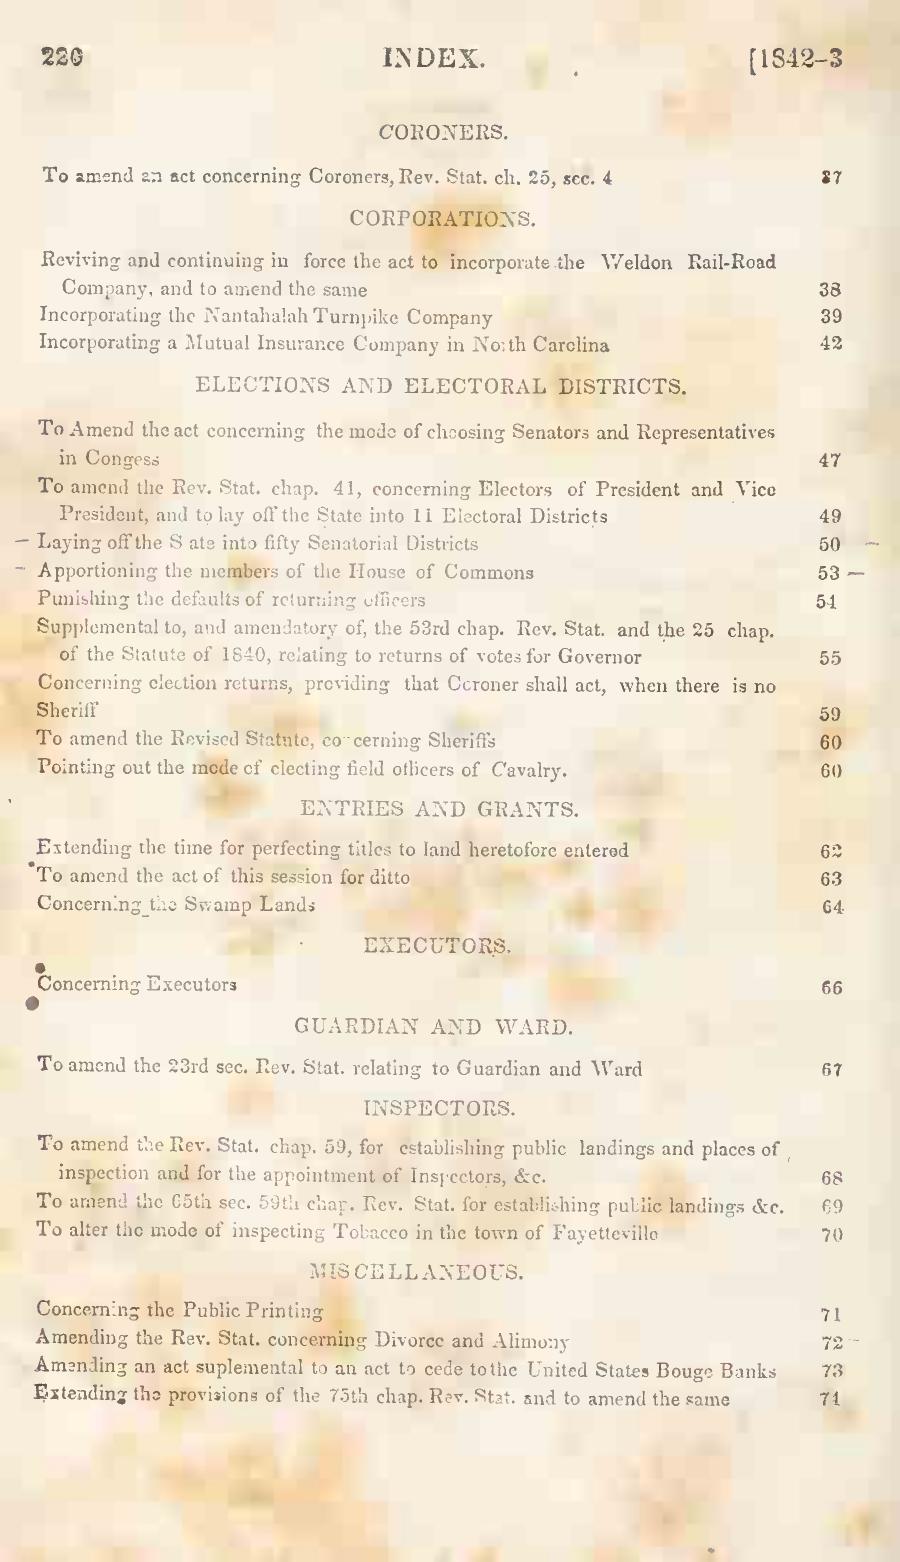 226 INDEX. [1842-3
CORONERS.
To amend an act concerning Coroners, Rev. Stat. ch. 25, sec. 4 37
CORPORATIONS.
Reviving and continuing in force the act to incorporate the Weldon Rail-Road
Company, and to amend the same 38
Incorporating the Nantahalah Turnpike Company 39
Incorporating a Mutual Insurance Company in North Carolina 42
ELECTIONS AND ELECTORAL DISTRICTS.
To Amend the act concerning the mode of choosing Senators and Representatives
in Congess 47
To amend the Rev. Stat. chap. 41, concerning Electors of President and Vice
President, and to lay off the State into 11 Electoral Districts 49
Laying off the S ate into fifty Senatorial Districts 50
Apportioning the members of the House of Commons 53
Punishing the defaults of returning officers 54
Supplemental to, and amendatory of, the 53rd chap. Rev. Stat. and the 25 chap.
of the Statute of 1840, relating to returns of votes for Governor 55
Concerning election returns, providing that Coroner shall act, when there is no
Sheriff 59
To amend the Revised Statute, concerning Sheriffs 60
Pointing out the mode of electing field officers of Cavalry. 60
ENTRIES AND GRANTS.
Extending the time for perfecting titles to land heretofore entered 62
To amend the act of this session for ditto 63
Concerning the Swamp Lands 64
EXECUTORS.
Concerning Executors 66
GUARDIAN AND WARD.
To amend the 23rd sec. Rev. Stat. relating to Guardian and Ward 67
INSPECTORS.
To amend the Rev. Stat. chap. 59, for establishing public landings and places of
inspection and for the appointment of Inspectors, &c. 68
To amend the 65th sec. 59th chap. Rev. Stat. for establishing public landings &c. 69
To alter the mode of inspecting Tobacco in the town of Fayetteville 70
MISCELLANEOUS.
Concerning the Public Printing 71
Amending the Rev. Stat. concerning Divorce and Alimony 72
Amending an act suplemental to an act to cede to the United States Bouge Banks 73
Extending the provisions of the 75th chap. Rev. Stat. and to amend the same 74